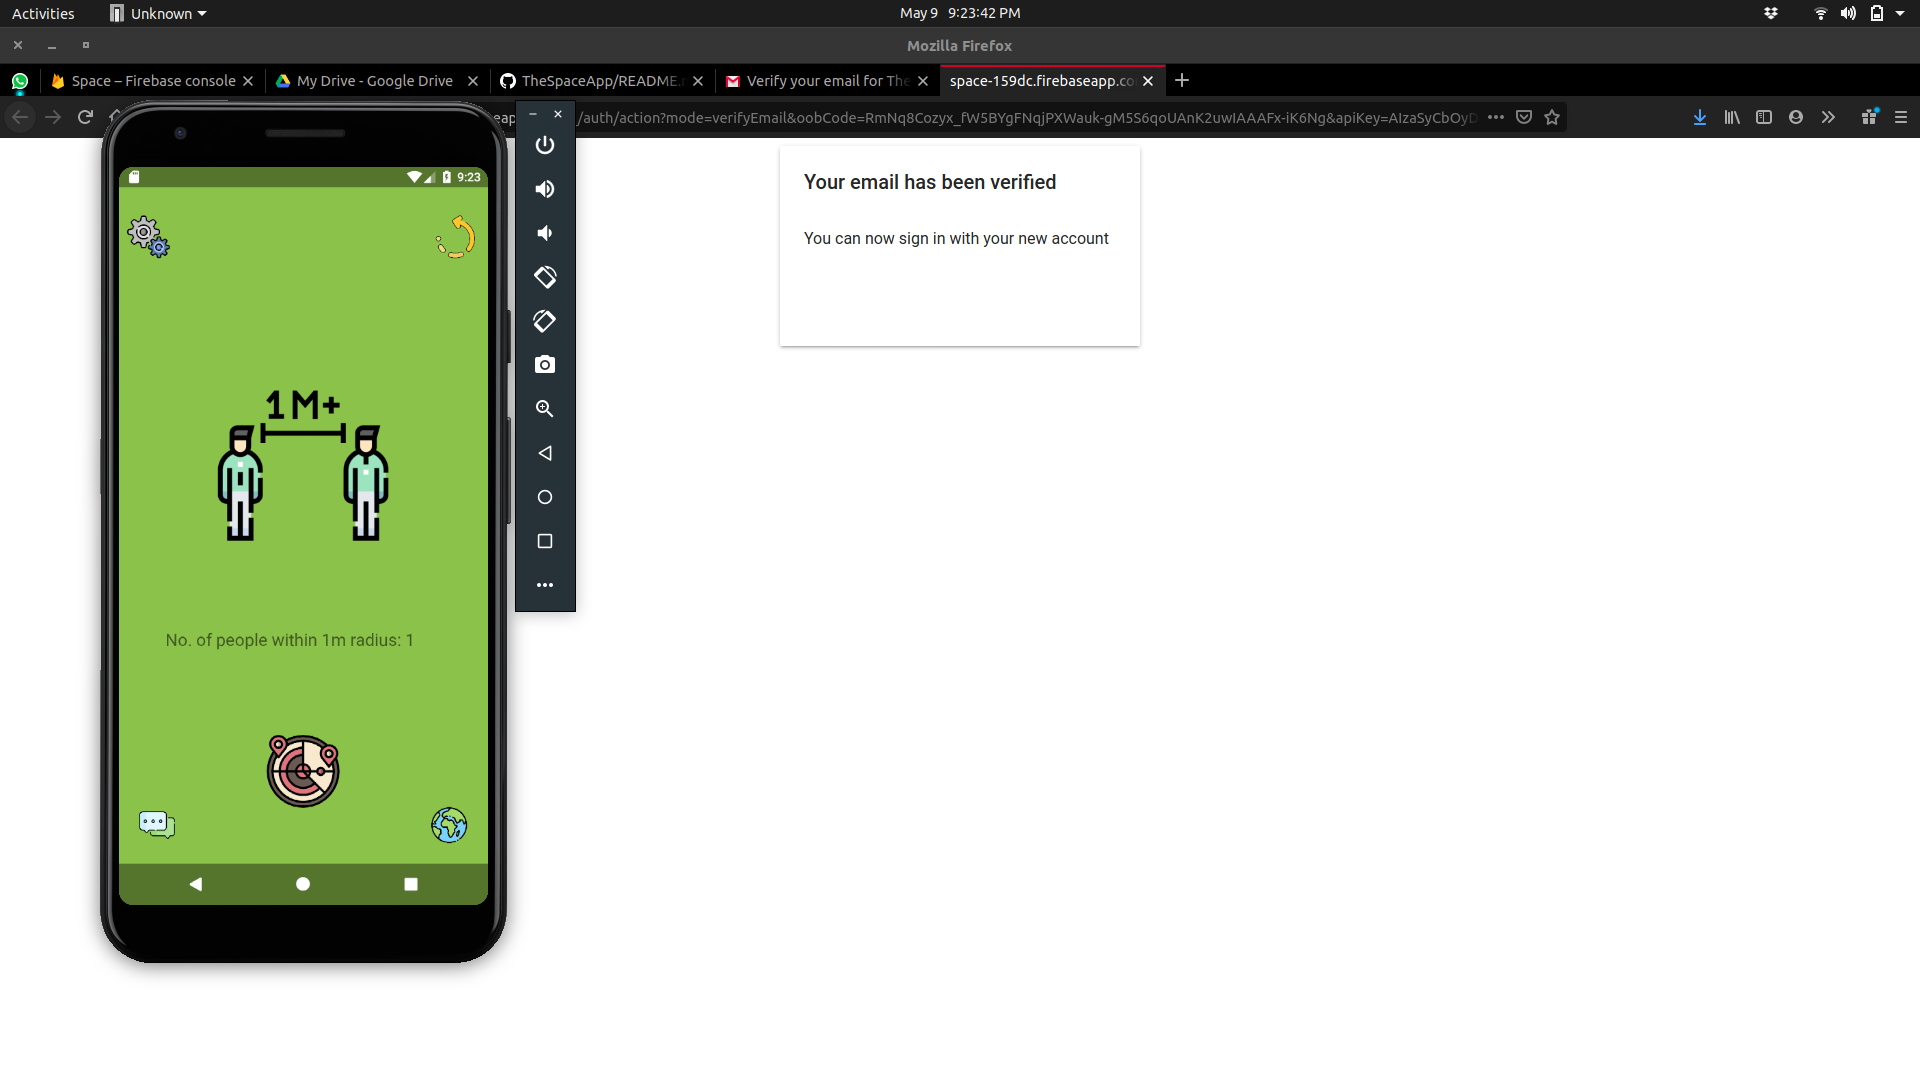 Activities
Unknown
May 9 9:23:42 PM
Mozilla Firefox
Space – Firebase console
My Drive - Google Drive
TheSpaceApp/README.
Verify your email for The
space-159dc.firebaseapp.co
/auth/action?mode=verifyEmail&oobCode=RmNq8Cozyx_fW5BYgFNqjPXWauk-gM5S6qoUAnK2uwIAAAFx-iK6Ng&apiKey=AIzaSyCbOyD
9:23
1M+
No. of people within 1m radius: 1
Your email has been verified
You can now sign in with your new account